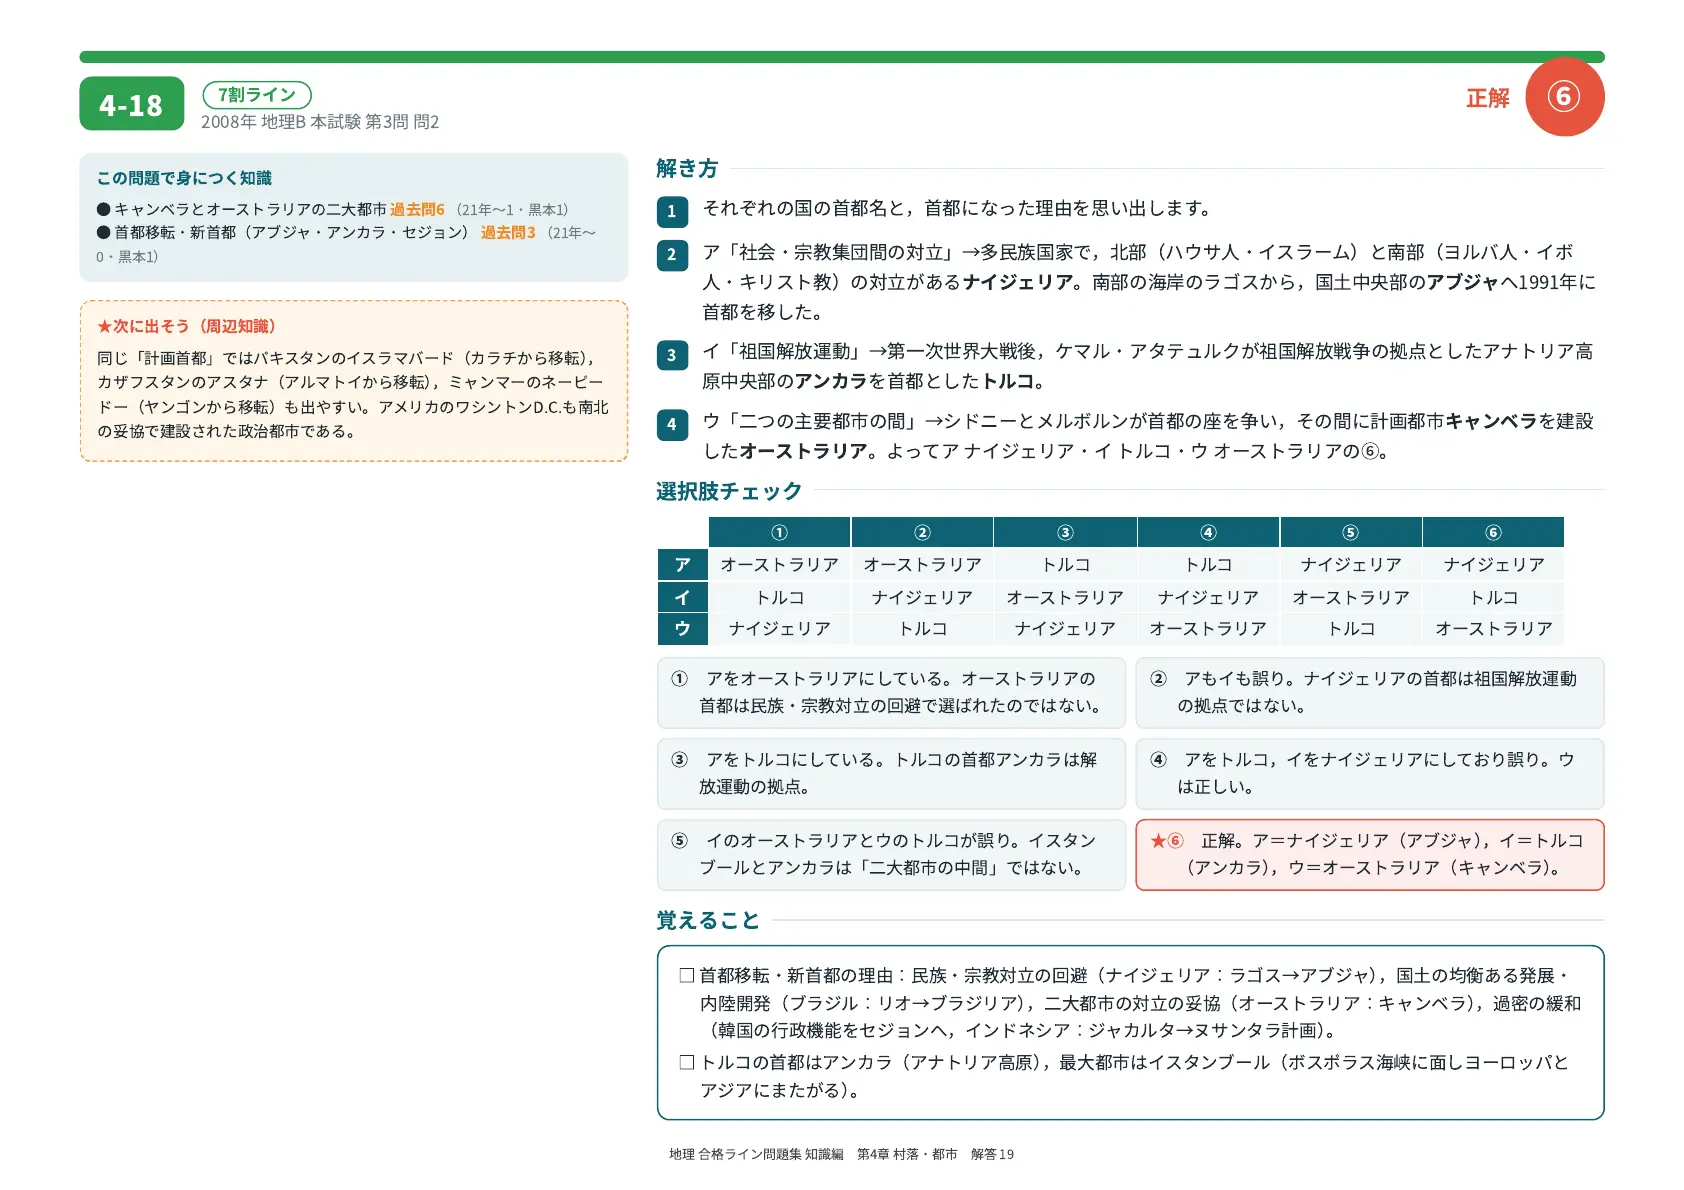 4-18
7割ライン
2008年 地理B 本試験 第3問 問2
正解 ⑥
この問題で身につく知識
● キャンベラとオーストラリアの二大都市 過去問6 （21年〜1・黒本1）
● 首都移転・新首都（アブジャ・アンカラ・セジョン） 過去問3 （21年〜
0・黒本1）
★次に出そう（周辺知識）
同じ「計画首都」ではパキスタンのイスラマバード（カラチから移転），
カザフスタンのアスタナ（アルマトイから移転），ミャンマーのネーピー
ドー（ヤンゴンから移転）も出やすい。アメリカのワシントンD.C.も南北
の妥協で建設された政治都市である。
解き方
1 それぞれの国の首都名と，首都になった理由を思い出します。
2 ア「社会・宗教集団間の対立」→多民族国家で，北部（ハウサ人・イスラーム）と南部（ヨルバ人・イボ
人・キリスト教）の対立があるナイジェリア。南部の海岸のラゴスから，国土中央部のアブジャへ1991年に
首都を移した。
3 イ「祖国解放運動」→第一次世界大戦後，ケマル・アタテュルクが祖国解放戦争の拠点としたアナトリア高
原中央部のアンカラを首都としたトルコ。
4 ウ「二つの主要都市の間」→シドニーとメルボルンが首都の座を争い，その間に計画都市キャンベラを建設
したオーストラリア。よってア ナイジェリア・イ トルコ・ウ オーストラリアの⑥。
選択肢チェック
① ② ③ ④ ⑤ ⑥
ア オーストラリア オーストラリア トルコ トルコ ナイジェリア ナイジェリア
イ トルコ ナイジェリア オーストラリア ナイジェリア オーストラリア トルコ
ウ ナイジェリア トルコ ナイジェリア オーストラリア トルコ オーストラリア
① アをオーストラリアにしている。オーストラリアの
首都は民族・宗教対立の回避で選ばれたのではない。
② アもイも誤り。ナイジェリアの首都は祖国解放運動
の拠点ではない。
③ アをトルコにしている。トルコの首都アンカラは解
放運動の拠点。
④ アをトルコ，イをナイジェリアにしており誤り。ウ
は正しい。
⑤ イのオーストラリアとウのトルコが誤り。イスタン
ブールとアンカラは「二大都市の中間」ではない。
★⑥ 正解。ア＝ナイジェリア（アブジャ），イ＝トルコ
（アンカラ），ウ＝オーストラリア（キャンベラ）。
覚えること
□ 首都移転・新首都の理由：民族・宗教対立の回避（ナイジェリア：ラゴス→アブジャ），国土の均衡ある発展・
内陸開発（ブラジル：リオ→ブラジリア），二大都市の対立の妥協（オーストラリア：キャンベラ），過密の緩和
（韓国の行政機能をセジョンへ，インドネシア：ジャカルタ→ヌサンタラ計画）。
□ トルコの首都はアンカラ（アナトリア高原），最大都市はイスタンブール（ボスポラス海峡に面しヨーロッパと
アジアにまたがる）。
地理 合格ライン問題集 知識編 第4章 村落・都市 解答19